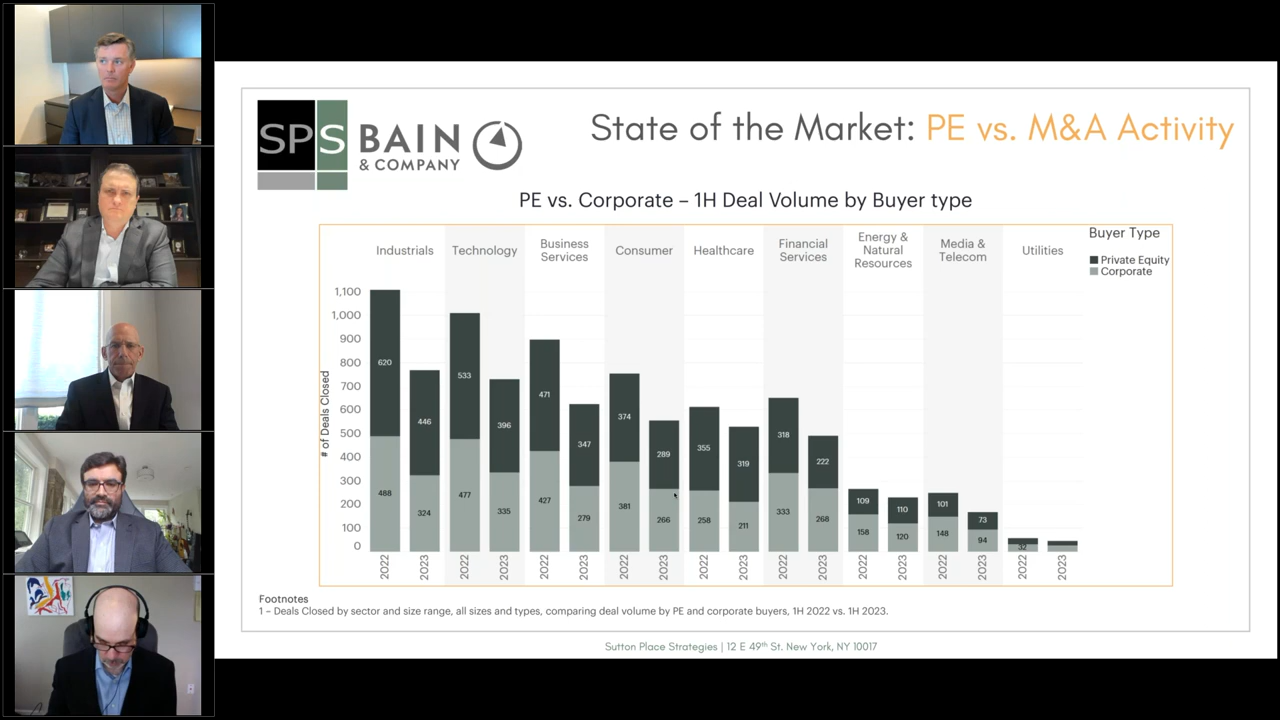 SPS BAIN
& COMPANY
State of the Market: PE vs. M&A Activity
PE vs. Corporate – 1H Deal Volume by Buyer type
Industrials
Technology
Business
Services
Consumer
Healthcare
Financial
Services
Energy &
Natural
Resources
Media &
Telecom
Utilities
Buyer Type
Private Equity
Corporate
# of Deals Closed
1,100
1,000
900
800
700
600
500
400
300
200
100
0
620
488
446
324
533
477
396
335
471
427
347
279
374
381
289
266
355
258
319
211
318
333
222
268
109
158
110
120
101
148
73
94
32
2022
2023
2022
2023
2022
2023
2022
2023
2022
2023
2022
2023
2022
2023
2022
2023
2022
2023
Footnotes
1 – Deals Closed by sector and size range, all sizes and types, comparing deal volume by PE and corporate buyers, 1H 2022 vs. 1H 2023.
Sutton Place Strategies | 12 E 49th St. New York, NY 10017